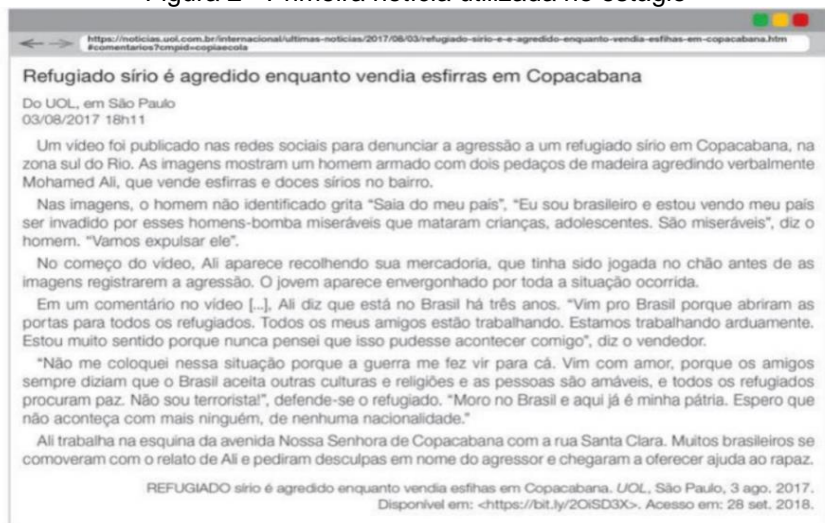 Figura 2 - Primeira notícia utilizada no estágio
https://noticias.uol.com.br/internacional/ultimas-noticias/2017/08/03/refugiado-sirio-e-e-agredido-enquanto-vendia-esfihas-em-copacabana.htm
#comentarios?cmpid=copiaecola
Refugiado sírio é agredido enquanto vendia esfirras em Copacabana
Do UOL, em São Paulo
03/08/2017 18h11
Um vídeo foi publicado nas redes sociais para denunciar a agressão a um refugiado sírio em Copacabana, na
zona sul do Rio. As imagens mostram um homem armado com dois pedaços de madeira agredindo verbalmente
Mohamed Ali, que vende esfirras e doces sírios no bairro.
Nas imagens, o homem não identificado grita “Saia do meu país”, “Eu sou brasileiro e estou vendo meu país
ser invadido por esses homens-bomba miseráveis que mataram crianças, adolescentes. São miseráveis”, diz o
homem. “Vamos expulsar ele”.
No começo do vídeo, Ali aparece recolhendo sua mercadoria, que tinha sido jogada no chão antes de as
imagens registrarem a agressão. O jovem aparece envergonhado por toda a situação ocorrida.
Em um comentário no vídeo [...], Ali diz que está no Brasil há três anos. “Vim pro Brasil porque abriram as
portas para todos os refugiados. Todos os meus amigos estão trabalhando. Estamos trabalhando arduamente.
Estou muito sentido porque nunca pensei que isso pudesse acontecer comigo”, diz o vendedor.
“Não me coloquei nessa situação porque a guerra me fez vir para cá. Vim com amor, porque os amigos
sempre diziam que o Brasil aceita outras culturas e religiões e as pessoas são amáveis, e todos os refugiados
procuram paz. Não sou terrorista!”, defende-se o refugiado. “Moro no Brasil e aqui já é minha pátria. Espero que
não aconteça com mais ninguém, de nenhuma nacionalidade.”
Ali trabalha na esquina da avenida Nossa Senhora de Copacabana com a rua Santa Clara. Muitos brasileiros se
comoveram com o relato de Ali e pediram desculpas em nome do agressor e chegaram a oferecer ajuda ao rapaz.
REFUGIADO sírio é agredido enquanto vendia esfihas em Copacabana. UOL, São Paulo, 3 ago. 2017.
Disponível em: <https://bit.ly/2OiSD3X>. Acesso em: 28 set. 2018.